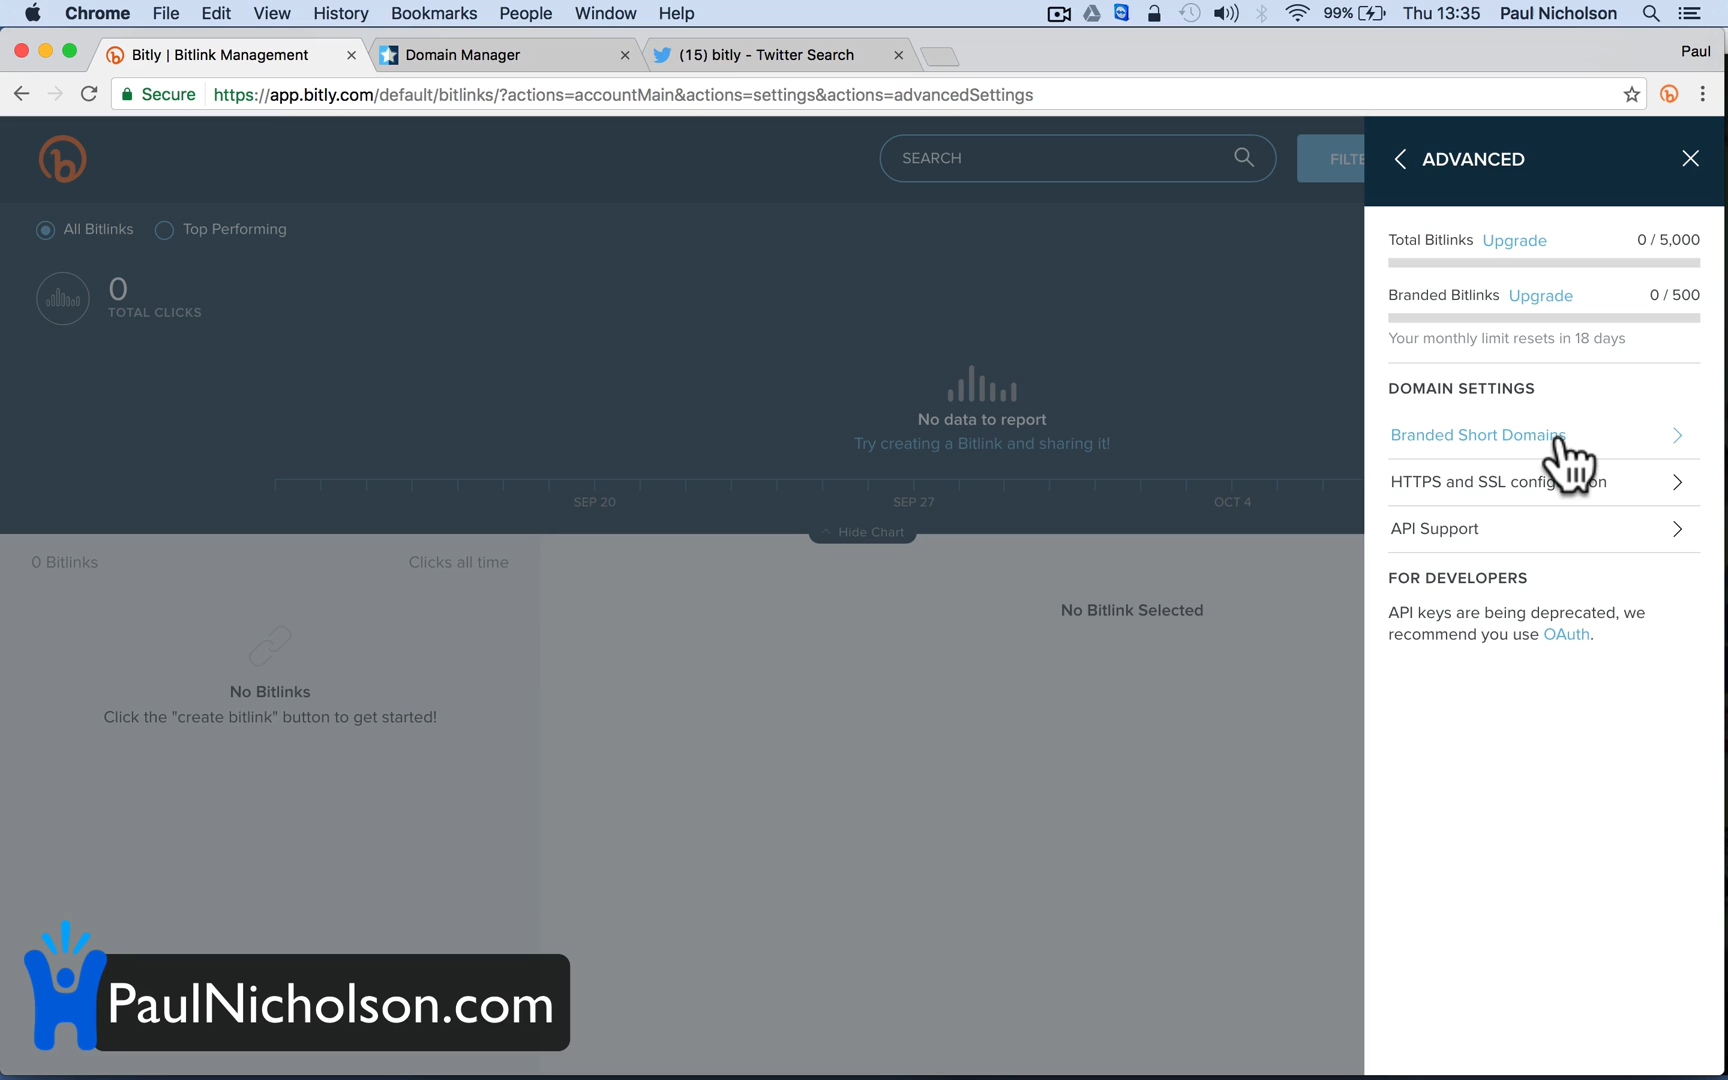 Chrome File Edit View History Bookmarks People Window Help 99% Thu 13:35 Paul Nicholson
Bitly | Bitlink Management Domain Manager (15) bitly - Twitter Search Paul
Secure https://app.bitly.com/default/bitlinks/?actions=accountMain&actions=settings&actions=advancedSettings
SEARCH FILTE ADVANCED
All Bitlinks Top Performing
0
TOTAL CLICKS
No data to report
Try creating a Bitlink and sharing it!
SEP 20 SEP 27 OCT 4
Hide Chart
0 Bitlinks Clicks all time
No Bitlinks
Click the "create bitlink" button to get started!
No Bitlink Selected
Total Bitlinks Upgrade 0 / 5,000
Branded Bitlinks Upgrade 0 / 500
Your monthly limit resets in 18 days
DOMAIN SETTINGS
Branded Short Domains
HTTPS and SSL configuration
API Support
FOR DEVELOPERS
API keys are being deprecated, we
recommend you use OAuth.
PaulNicholson.com